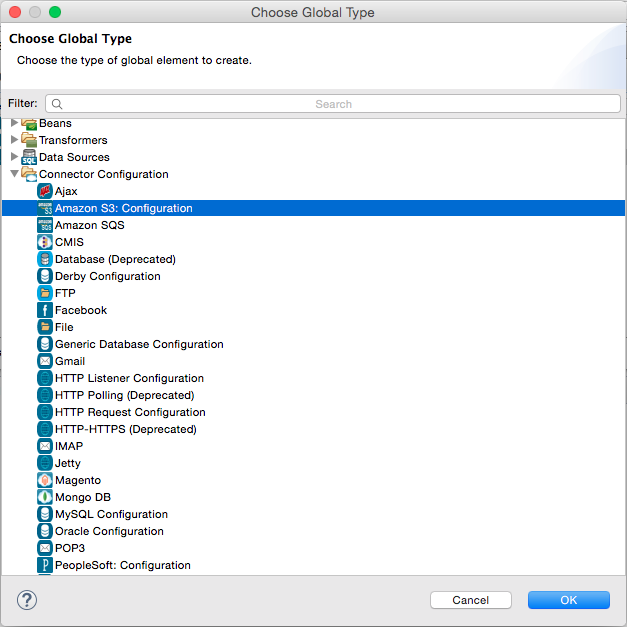 Choose Global Type
Choose Global Type
Choose the type of global element to create.
Filter: Search
Beans
Transformers
SQL Data Sources
Connector Configuration
Ajax
S3 Amazon S3: Configuration
SQS Amazon SQS
CMIS
Database (Deprecated)
Derby Configuration
FTP
f Facebook
File
Generic Database Configuration
Gmail
HTTP Listener Configuration
HTTP Polling (Deprecated)
HTTP Request Configuration
HTTP-HTTPS (Deprecated)
IMAP
Jetty
Magento
Mongo DB
MySQL Configuration
Oracle Configuration
POP3
P PeopleSoft: Configuration
? Cancel OK